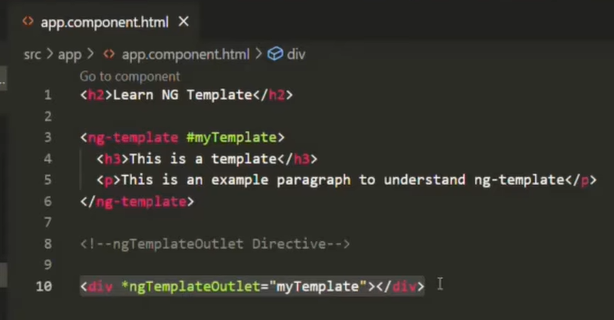 app.component.html
src > app > app.component.html > div
Go to component
1 <h2>Learn NG Template</h2>
2
3 <ng-template #myTemplate>
4 <h3>This is a template</h3>
5 <p>This is an example paragraph to understand ng-template</p>
6 </ng-template>
7
8 <!--ngTemplateOutlet Directive-->
9
10 <div *ngTemplateOutlet="myTemplate"></div>